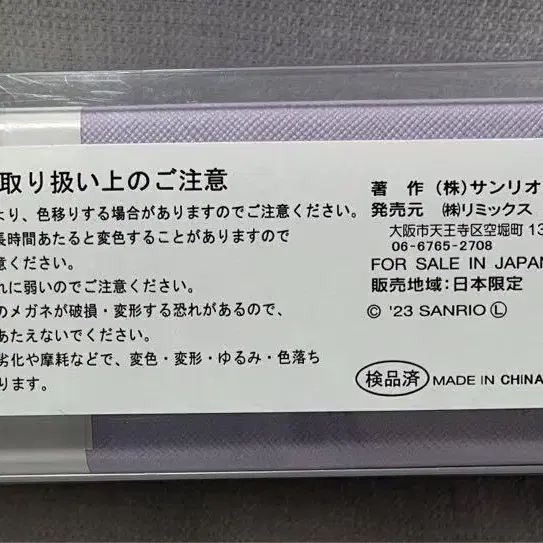 取り扱い上のご注意
より、色移りする場合がありますのでご注意ください。
長時間あたると変色することがありますので
意ください。
れに弱いのでご注意ください。
のメガネが破損・変形する恐れがあるので、
あたえないでください。
劣化や摩耗などで、変色・変形・ゆるみ・色落ち
ります。
著 作 (株)サンリオ
発売元 ㈱リミックス
大阪市天王寺区空堀町 13
06-6765-2708
FOR SALE IN JAPAN
販売地域:日本限定
© '23 SANRIO Ⓛ
検品済 MADE IN CHINA